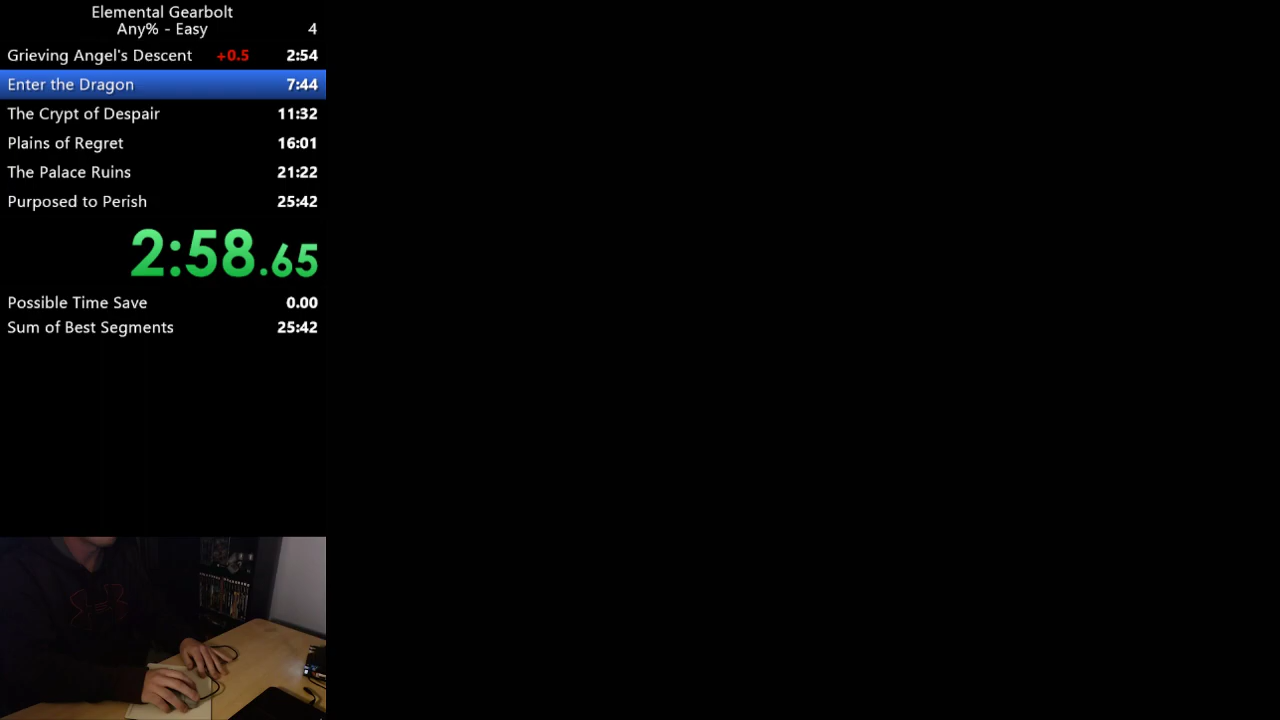 Elemental Gearbolt
Any% - Easy 4
Grieving Angel's Descent +0.5 2:54
Enter the Dragon 7:44
The Crypt of Despair 11:32
Plains of Regret 16:01
The Palace Ruins 21:22
Purposed to Perish 25:42
2:58.65
Possible Time Save 0.00
Sum of Best Segments 25:42